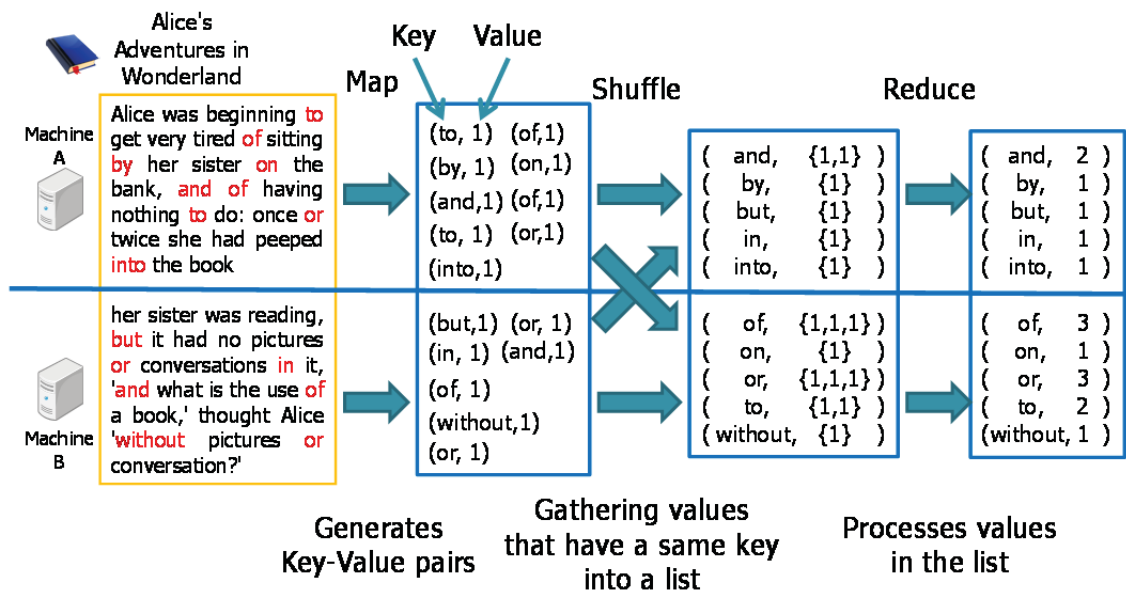 Alice's
Adventures in
Wonderland
Key Value
Map
Shuffle
Reduce
Machine
A
Alice was beginning to
get very tired of sitting
by her sister on the
bank, and of having
nothing to do: once or
twice she had peeped
into the book
(to, 1) (of,1)
(by, 1) (on,1)
(and,1) (of,1)
(to, 1) (or,1)
(into,1)
( and, {1,1} )
( by, {1} )
( but, {1} )
( in, {1} )
( into, {1} )
( and, 2 )
( by, 1 )
( but, 1 )
( in, 1 )
( into, 1 )
Machine
B
her sister was reading,
but it had no pictures
or conversations in it,
'and what is the use of
a book,' thought Alice
'without pictures or
conversation?'
(but,1) (or, 1)
(in, 1) (and,1)
(of, 1)
(without,1)
(or, 1)
( of, {1,1,1} )
( on, {1} )
( or, {1,1,1} )
( to, {1,1} )
(without, {1} )
( of, 3 )
( on, 1 )
( or, 3 )
( to, 2 )
(without, 1 )
Generates
Key-Value pairs
Gathering values
that have a same key
into a list
Processes values
in the list